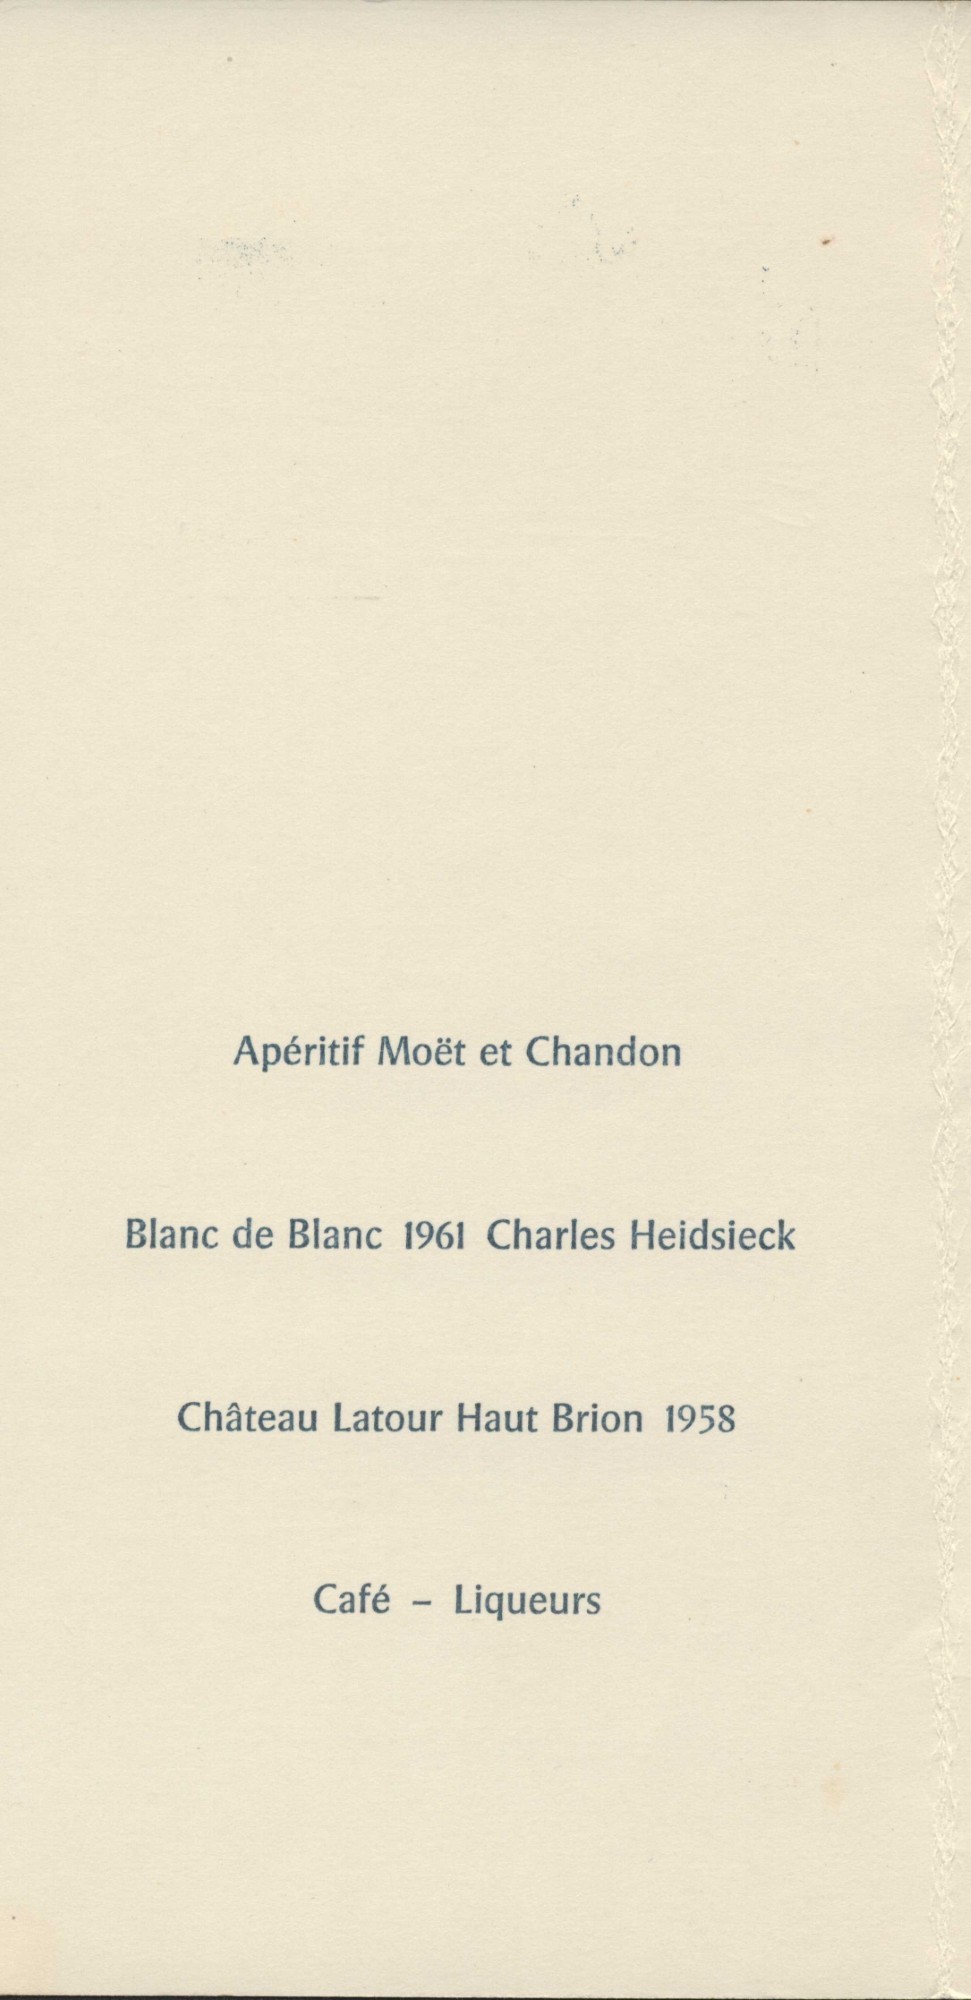 Apéritif Moët et Chandon
Blanc de Blanc 1961 Charles Heidsieck
Château Latour Haut Brion 1958
Café – Liqueurs